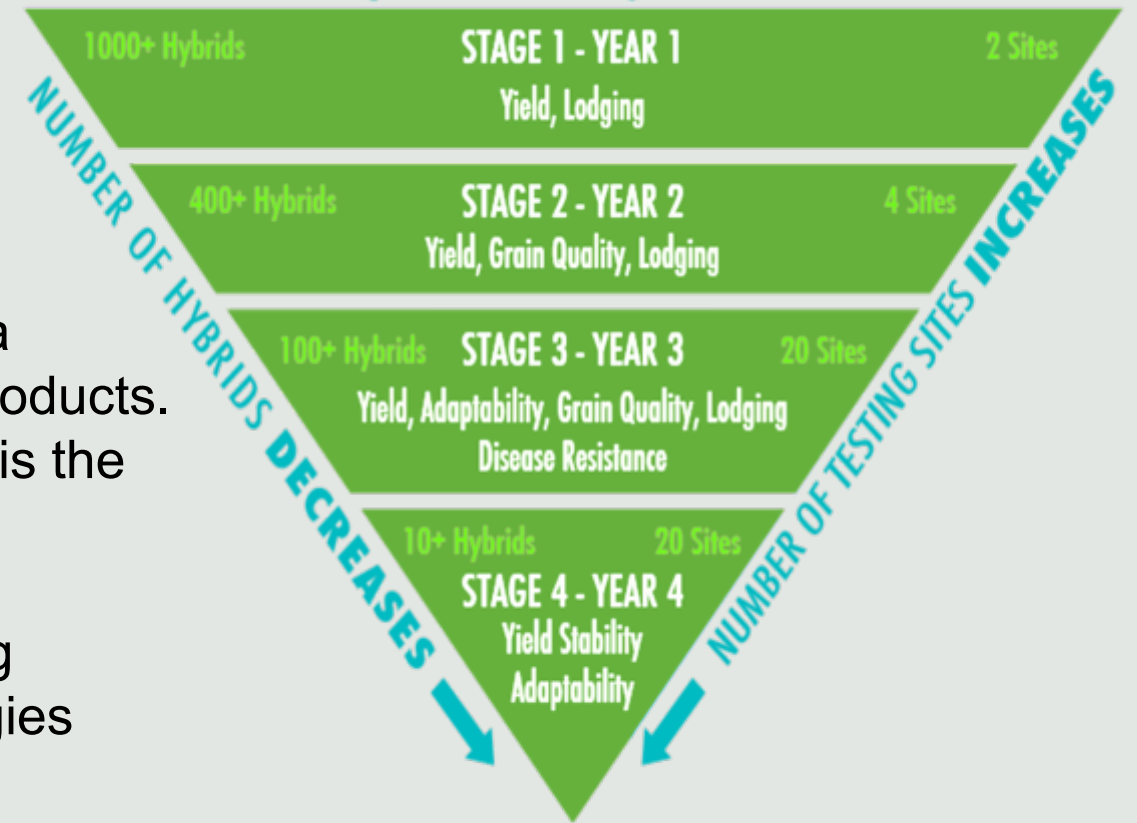 1000+ Hybrids STAGE 1 - YEAR 1 2 Sites
Yield, Lodging
400+ Hybrids STAGE 2 - YEAR 2 4 Sites
Yield, Grain Quality, Lodging
100+ Hybrids STAGE 3 - YEAR 3 20 Sites
Yield, Adaptability, Grain Quality, Lodging
Disease Resistance
10+ Hybrids 20 Sites
STAGE 4 - YEAR 4
Yield Stability
Adaptability
NUMBER OF HYBRIDS DECREASES
NUMBER OF TESTING SITES INCREASES
a
oducts.
is the
g
gies